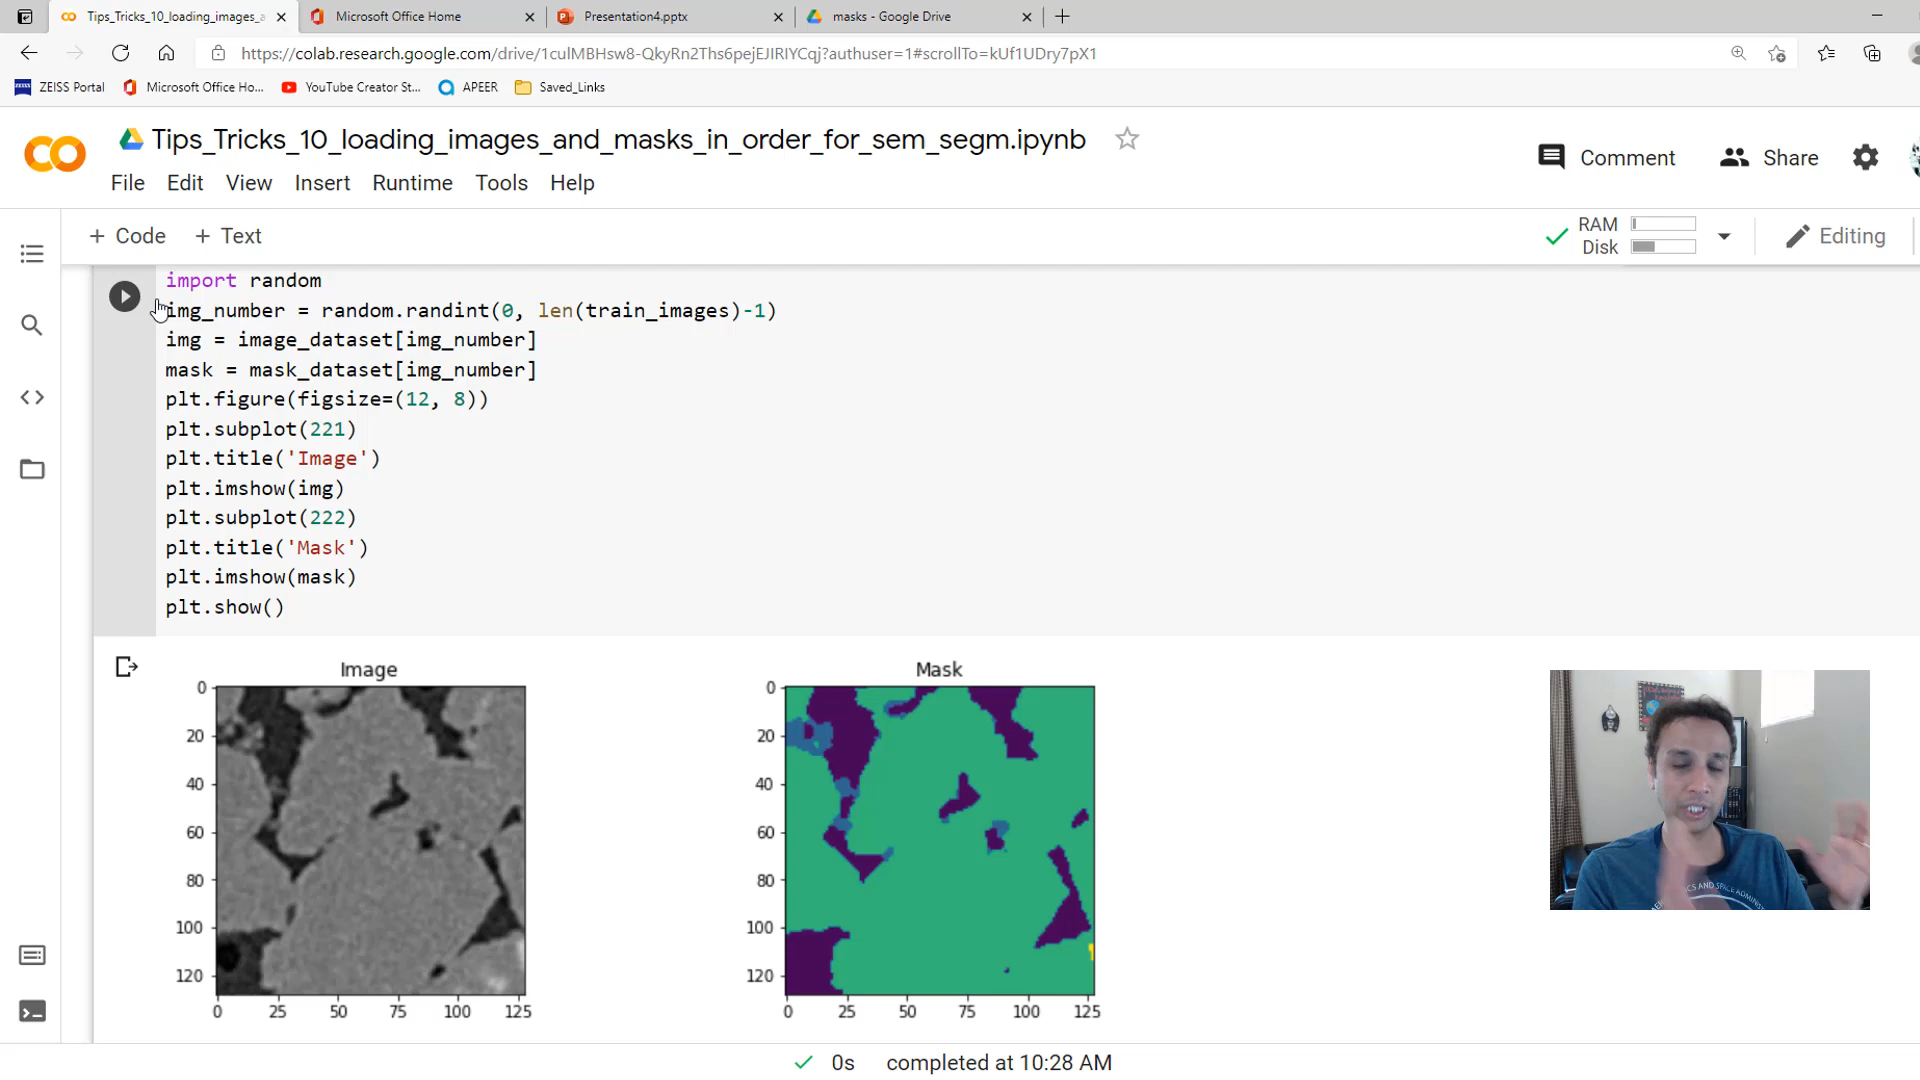 Tips_Tricks_10_loading_images_a
Microsoft Office Home
Presentation4.pptx
masks - Google Drive
https://colab.research.google.com/drive/1culMBHsw8-QkyRn2Ths6pejEJIRIYCqj?authuser=1#scrollTo=kUf1UDry7pX1
ZEISS Portal
Microsoft Office Ho...
YouTube Creator St...
APEER
Saved_Links
Tips_Tricks_10_loading_images_and_masks_in_order_for_sem_segm.ipynb
Comment
Share
File Edit View Insert Runtime Tools Help
+ Code + Text
RAM
Disk
Editing
import random
img_number = random.randint(0, len(train_images)-1)
img = image_dataset[img_number]
mask = mask_dataset[img_number]
plt.figure(figsize=(12, 8))
plt.subplot(221)
plt.title('Image')
plt.imshow(img)
plt.subplot(222)
plt.title('Mask')
plt.imshow(mask)
plt.show()
Image
0
20
40
60
80
100
120
0 25 50 75 100 125
Mask
0
20
40
60
80
100
120
0 25 50 75 100 125
0s completed at 10:28 AM